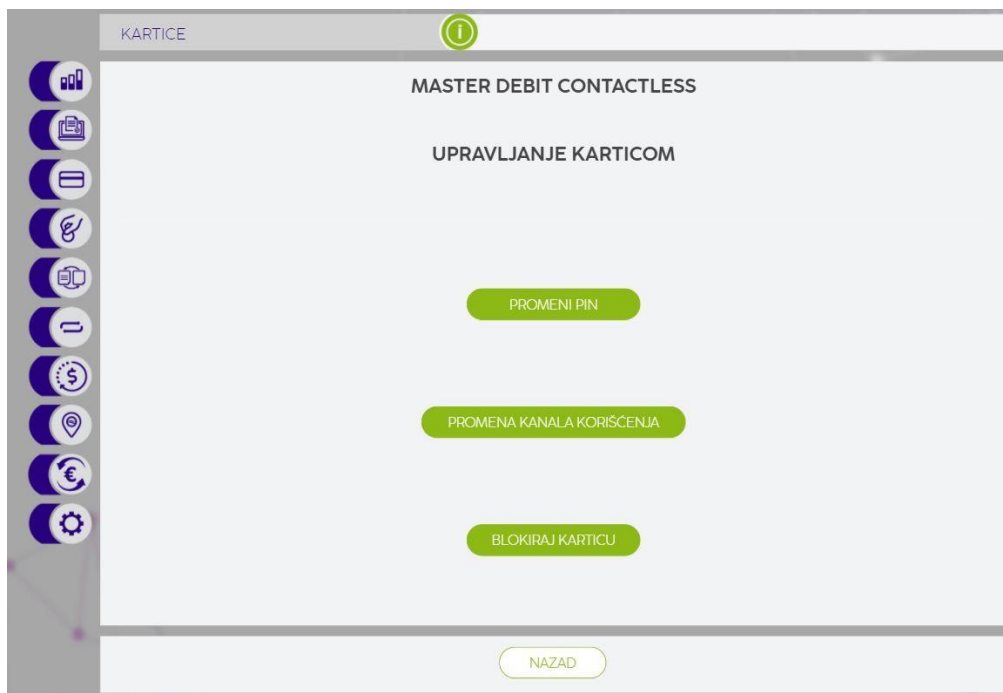 KARTICE
MASTER DEBIT CONTACTLESS
UPRAVLJANJE KARTICOM
PROMENI PIN
PROMENA KANALA KORIŠĆENJA
BLOKIRAJ KARTICU
NAZAD